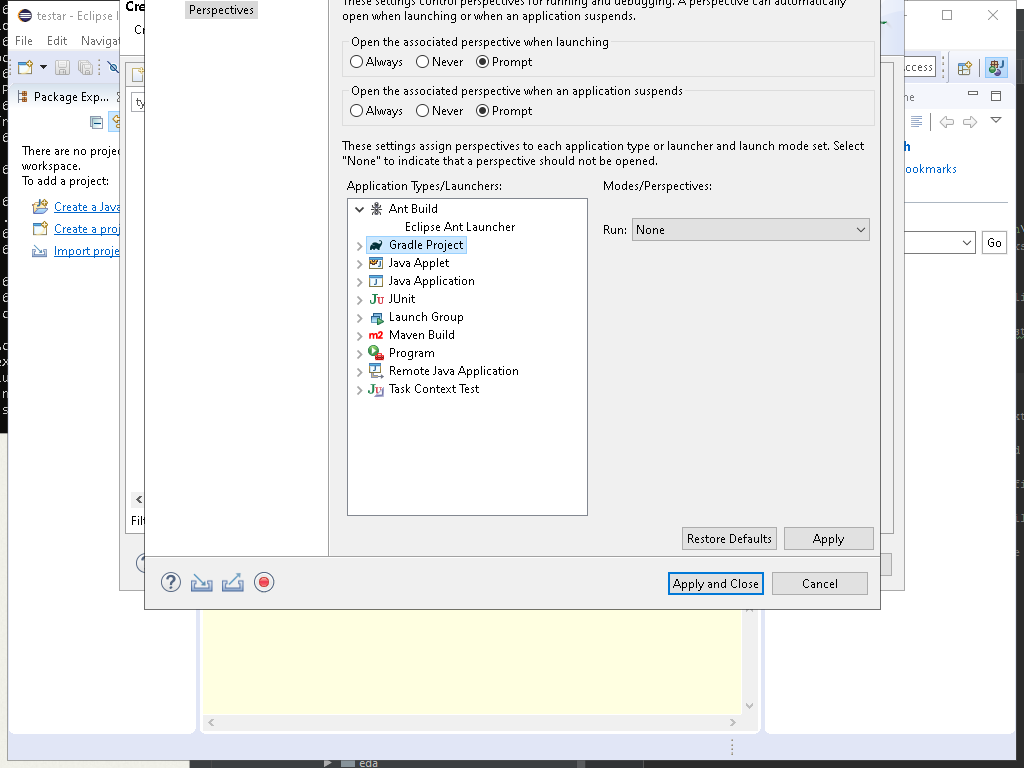 testar - Eclipse I
File Edit Navigat
Package Exp...
There are no projec
workspace.
To add a project:
Create a Java
Create a proj
Import proje
Cre
Cr
ty
Filt
Perspectives
These settings control perspectives for running and debugging. A perspective can automatically
open when launching or when an application suspends.
Open the associated perspective when launching
Always Never Prompt
Open the associated perspective when an application suspends
Always Never Prompt
These settings assign perspectives to each application type or launcher and launch mode set. Select
"None" to indicate that a perspective should not be opened.
Application Types/Launchers:
Modes/Perspectives:
Ant Build
Eclipse Ant Launcher
Gradle Project
Java Applet
Java Application
JUnit
Launch Group
Maven Build
Program
Remote Java Application
Task Context Test
Run: None
Restore Defaults Apply
Apply and Close Cancel
ccess
ne
h
ookmarks
Go
eda